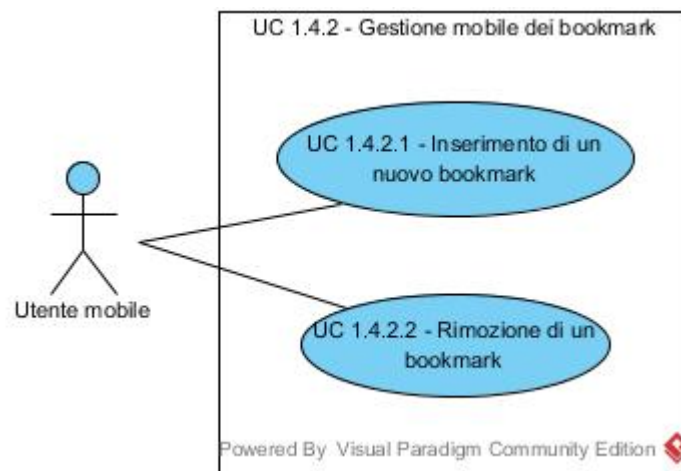 UC 1.4.2 - Gestione mobile dei bookmark
UC 1.4.2.1 - Inserimento di un
nuovo bookmark
Utente mobile
UC 1.4.2.2 - Rimozione di un
bookmark
Powered By Visual Paradigm Community Edition